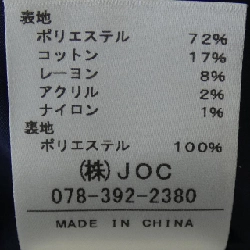 表地
ポリエステル 72%
コットン 17%
レーヨン 8%
アクリル 2%
ナイロン 1%
裏地
ポリエステル 100%
(株)JOC
078-392-2380
MADE IN CHINA